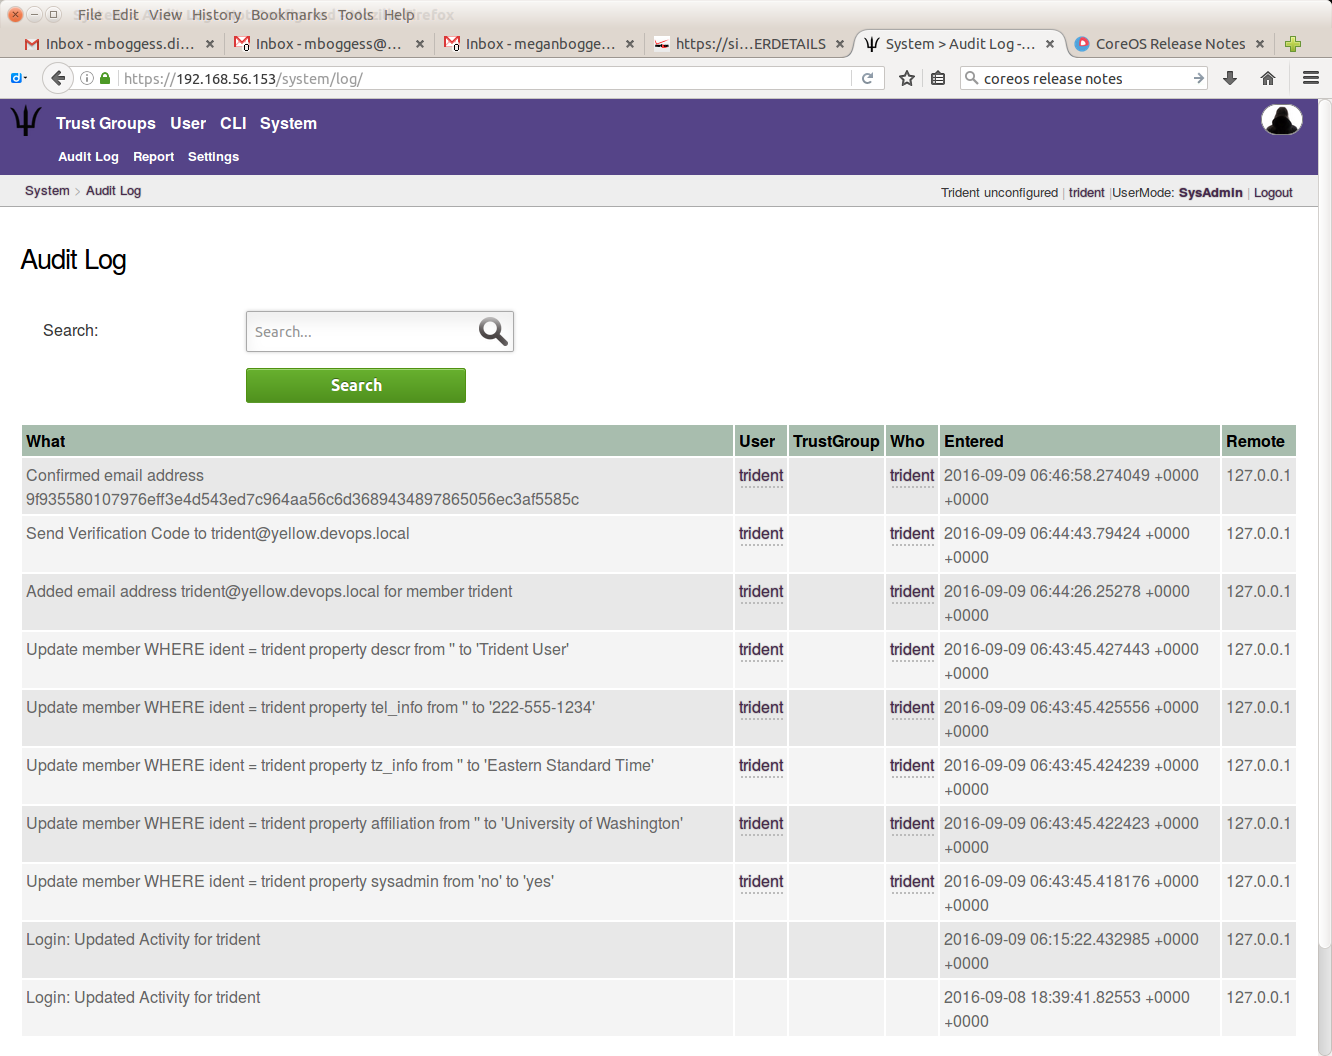 File Edit View History Bookmarks Tools Help
Inbox - mboggess.di... × Inbox - mboggess@... × Inbox - meganbogge... × https://si...ERDETAILS × System > Audit Log -... × CoreOS Release Notes ×
https://192.168.56.153/system/log/ coreos release notes
Trust Groups User CLI System
Audit Log Report Settings
System > Audit Log Trident unconfigured | trident |UserMode: SysAdmin | Logout
Audit Log
Search: Search...
Search
What User TrustGroup Who Entered Remote
Confirmed email address trident trident 2016-09-09 06:46:58.274049 +0000 127.0.0.1
9f935580107976eff3e4d543ed7c964aa56c6d3689434897865056ec3af5585c +0000
Send Verification Code to trident@yellow.devops.local trident trident 2016-09-09 06:44:43.79424 +0000 127.0.0.1
+0000
Added email address trident@yellow.devops.local for member trident trident trident 2016-09-09 06:44:26.25278 +0000 127.0.0.1
+0000
Update member WHERE ident = trident property descr from '' to 'Trident User' trident trident 2016-09-09 06:43:45.427443 +0000 127.0.0.1
+0000
Update member WHERE ident = trident property tel_info from '' to '222-555-1234' trident trident 2016-09-09 06:43:45.425556 +0000 127.0.0.1
+0000
Update member WHERE ident = trident property tz_info from '' to 'Eastern Standard Time' trident trident 2016-09-09 06:43:45.424239 +0000 127.0.0.1
+0000
Update member WHERE ident = trident property affiliation from '' to 'University of Washington' trident trident 2016-09-09 06:43:45.422423 +0000 127.0.0.1
+0000
Update member WHERE ident = trident property sysadmin from 'no' to 'yes' trident trident 2016-09-09 06:43:45.418176 +0000 127.0.0.1
+0000
Login: Updated Activity for trident 2016-09-09 06:15:22.432985 +0000 127.0.0.1
+0000
Login: Updated Activity for trident 2016-09-08 18:39:41.82553 +0000 127.0.0.1
+0000